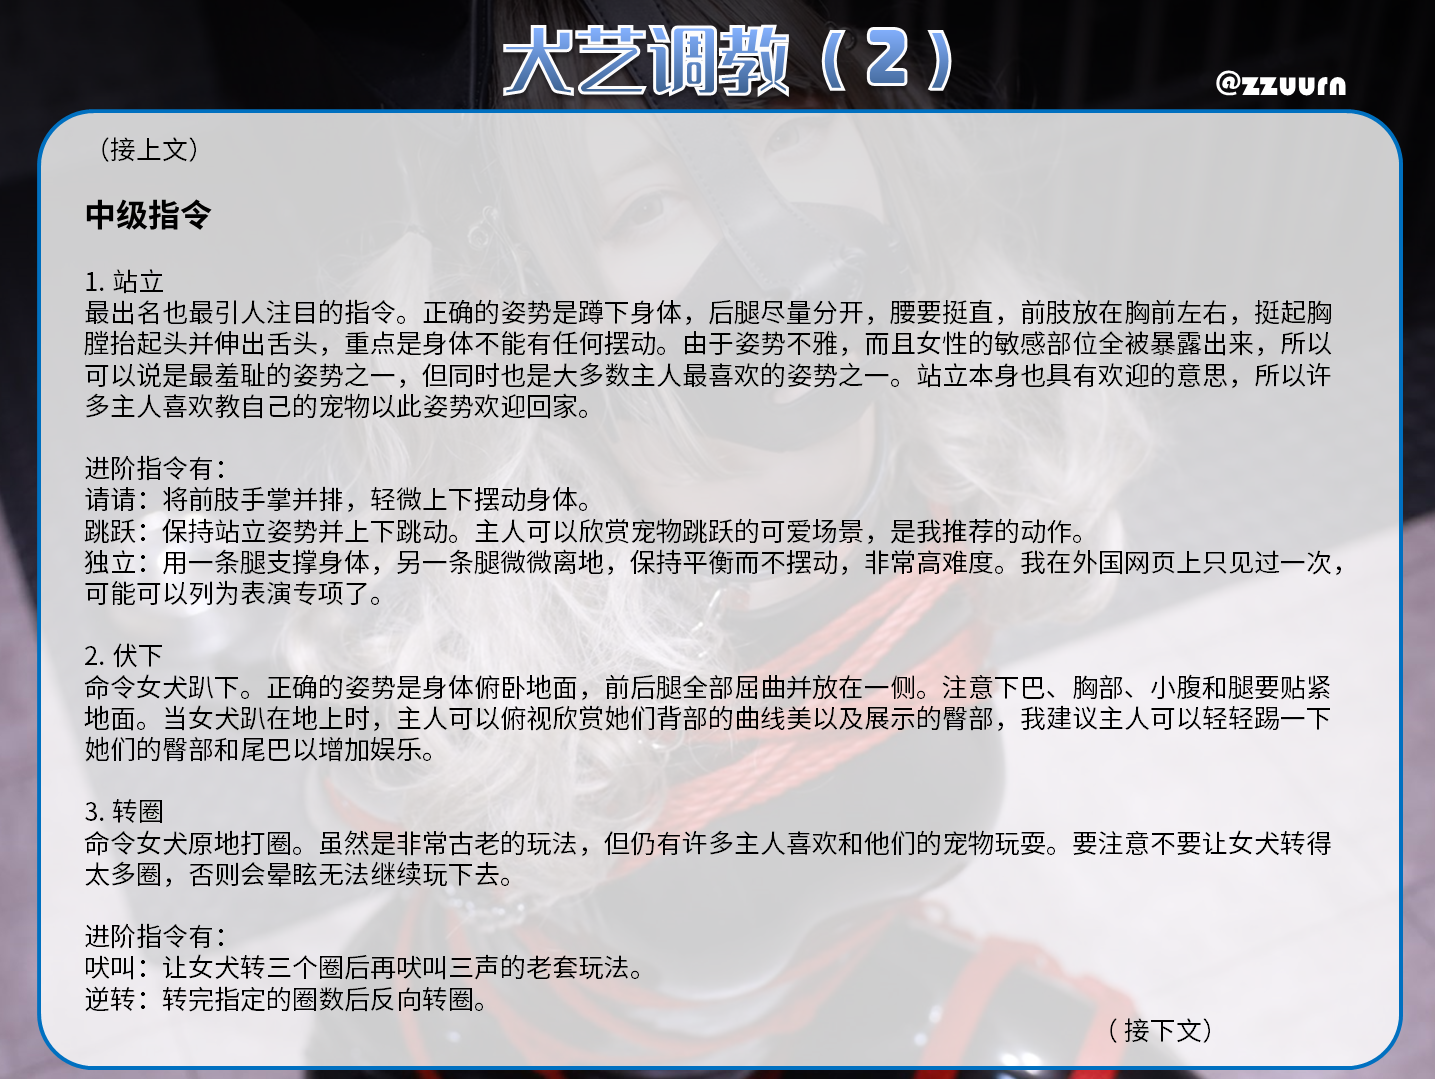 犬艺调教（2）
@zzuurn
（接上文）
中级指令
1. 站立
最出名也最引人注目的指令。正确的姿势是蹲下身体，后腿尽量分开，腰要挺直，前肢放在胸前左右，挺起胸
膛抬起头并伸出舌头，重点是身体不能有任何摆动。由于姿势不雅，而且女性的敏感部位全被暴露出来，所以
可以说是最羞耻的姿势之一，但同时也是大多数主人最喜欢的姿势之一。站立本身也具有欢迎的意思，所以许
多主人喜欢教自己的宠物以此姿势欢迎回家。
进阶指令有：
请请：将前肢手掌并排，轻微上下摆动身体。
跳跃：保持站立姿势并上下跳动。主人可以欣赏宠物跳跃的可爱场景，是我推荐的动作。
独立：用一条腿支撑身体，另一条腿微微离地，保持平衡而不摆动，非常高难度。我在外国网页上只见过一次，
可能可以列为表演专项了。
2. 伏下
命令女犬趴下。正确的姿势是身体俯卧地面，前后腿全部屈曲并放在一侧。注意下巴、胸部、小腹和腿要贴紧
地面。当女犬趴在地上时，主人可以俯视欣赏她们背部的曲线美以及展示的臀部，我建议主人可以轻轻踢一下
她们的臀部和尾巴以增加娱乐。
3. 转圈
命令女犬原地打圈。虽然是非常古老的玩法，但仍有许多主人喜欢和他们的宠物玩耍。要注意不要让女犬转得
太多圈，否则会晕眩无法继续玩下去。
进阶指令有：
吠叫：让女犬转三个圈后再吠叫三声的老套玩法。
逆转：转完指定的圈数后反向转圈。
（ 接下文）